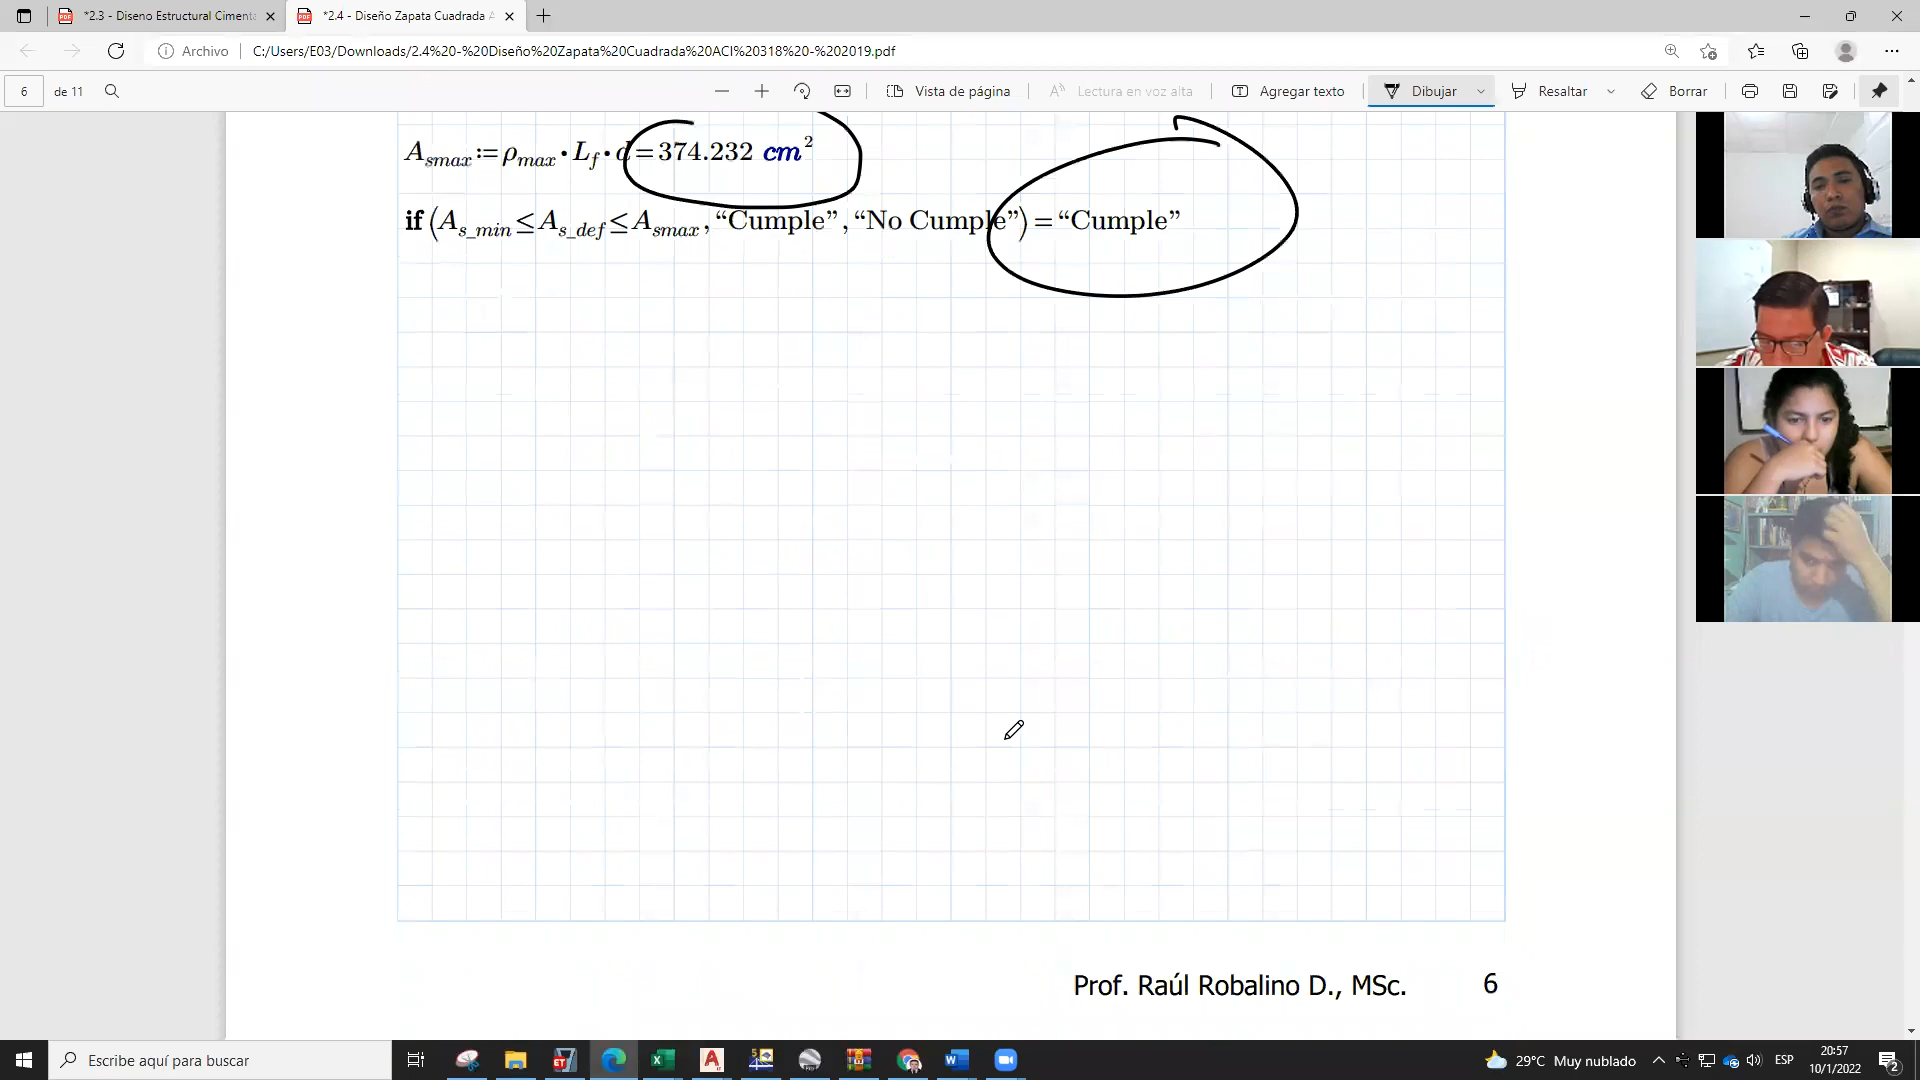 *2.3 - Diseno Estructural Cimenta
*2.4 - Diseño Zapata Cuadrada A
Archivo
C:/Users/E03/Downloads/2.4%20-%20Diseño%20Zapata%20Cuadrada%20ACI%20318%20-%202019.pdf
6 de 11
Vista de página
Lectura en voz alta
Agregar texto
Dibujar
Resaltar
Borrar
A_smax := ρ_max · L_f · d = 374.232 cm²
if (A_s_min ≤ A_s_def ≤ A_smax, “Cumple”, “No Cumple”) = “Cumple”
Prof. Raúl Robalino D., MSc. 6
Escribe aquí para buscar
29°C Muy nublado
ESP
20:57
10/1/2022
2